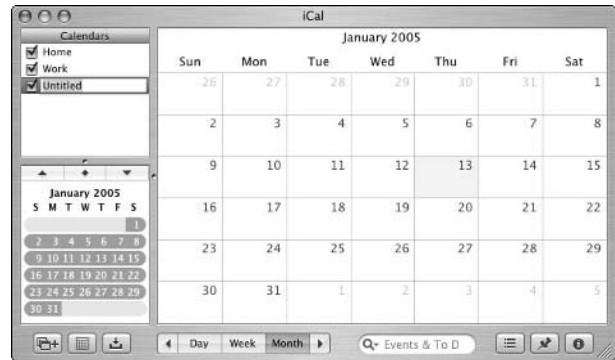 iCal
Calendars
Home
Work
Untitled
January 2005
Sun Mon Tue Wed Thu Fri Sat
26 27 28 29 30 31 1
2 3 4 5 6 7 8
9 10 11 12 13 14 15
16 17 18 19 20 21 22
23 24 25 26 27 28 29
30 31 1 2 3 4 5
January 2005
S M T W T F S
1
2 3 4 5 6 7 8
9 10 11 12 13 14 15
16 17 18 19 20 21 22
23 24 25 26 27 28 29
30 31
Day Week Month
Events & To D